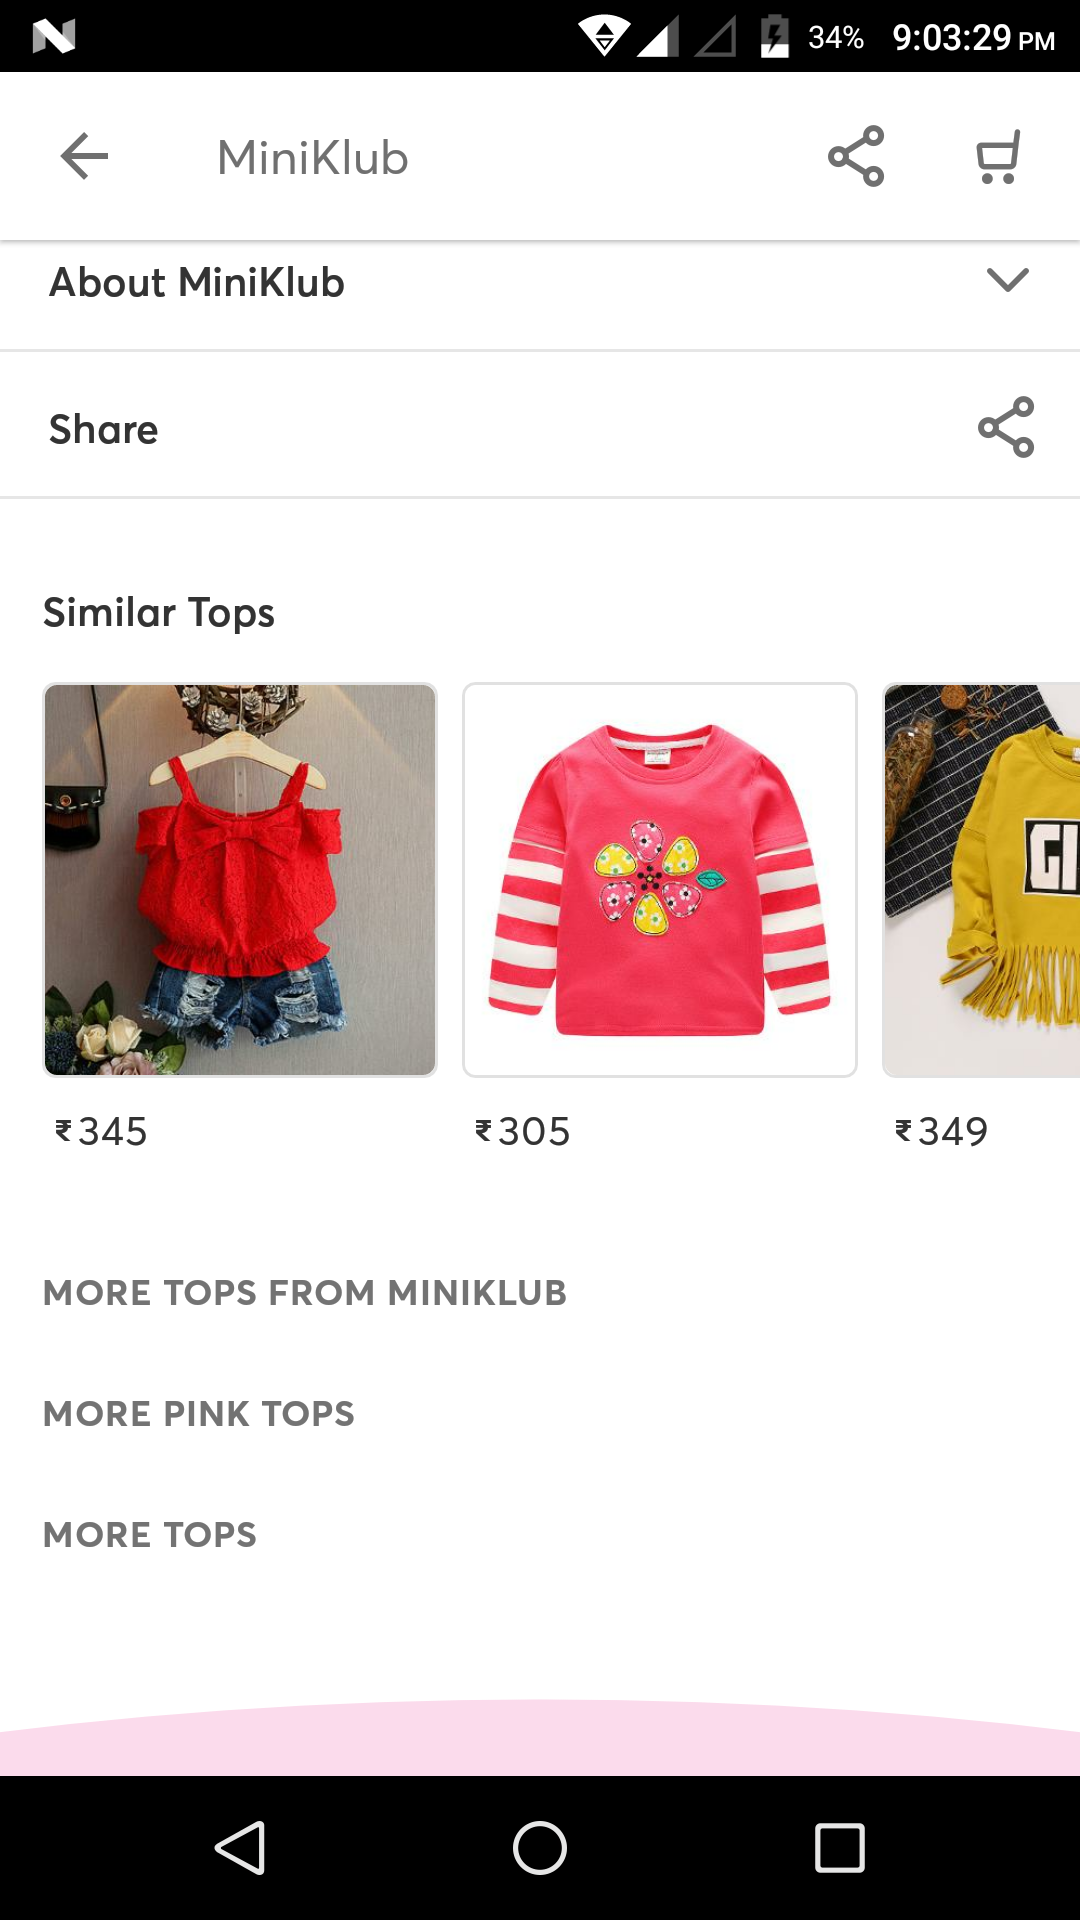 34% 9:03:29 PM
MiniKlub
About MiniKlub
Share
Similar Tops
₹345 ₹305 ₹349
MORE TOPS FROM MINIKLUB
MORE PINK TOPS
MORE TOPS